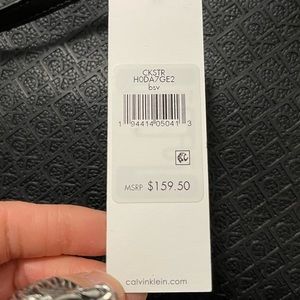 CKSTR
H0DA7GE2
bsv
1 94414 05041 3
MSRP $159.50
calvinklein.com